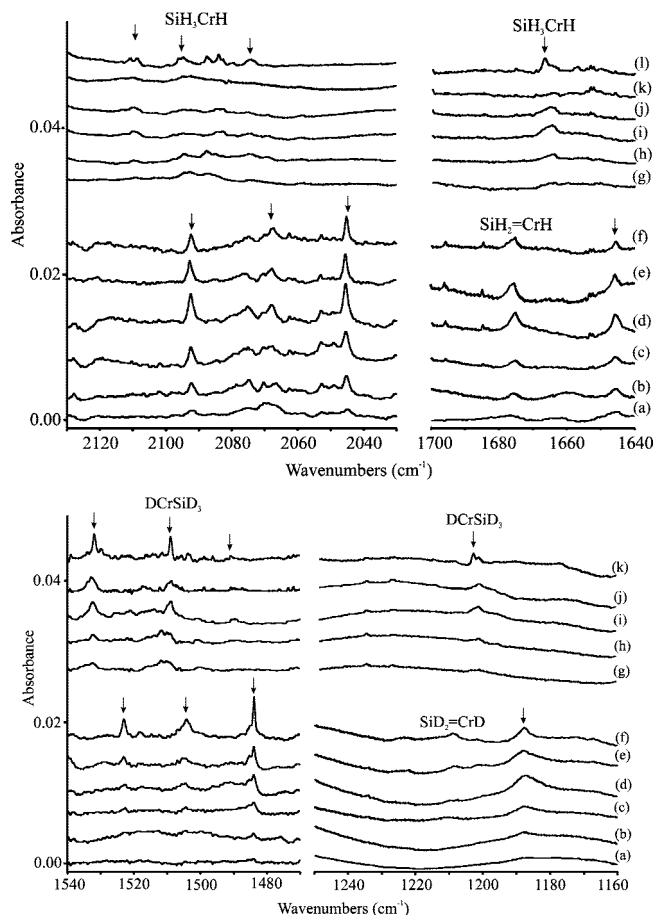 SiH₃CrH
SiH₃CrH
(l)
(k)
(j)
(i)
(h)
(g)
SiH₂=CrH
(f)
(e)
(d)
(c)
(b)
(a)
0.04
0.02
0.00
Absorbance
2120 2100 2080 2060 2040
1700 1680 1660 1640
Wavenumbers (cm⁻¹)
DCrSiD₃
DCrSiD₃
(k)
(j)
(i)
(h)
(g)
SiD₂=CrD
(f)
(e)
(d)
(c)
(b)
(a)
0.04
0.02
0.00
Absorbance
1540 1520 1500 1480
1240 1200 1180 1160
Wavenumbers (cm⁻¹)